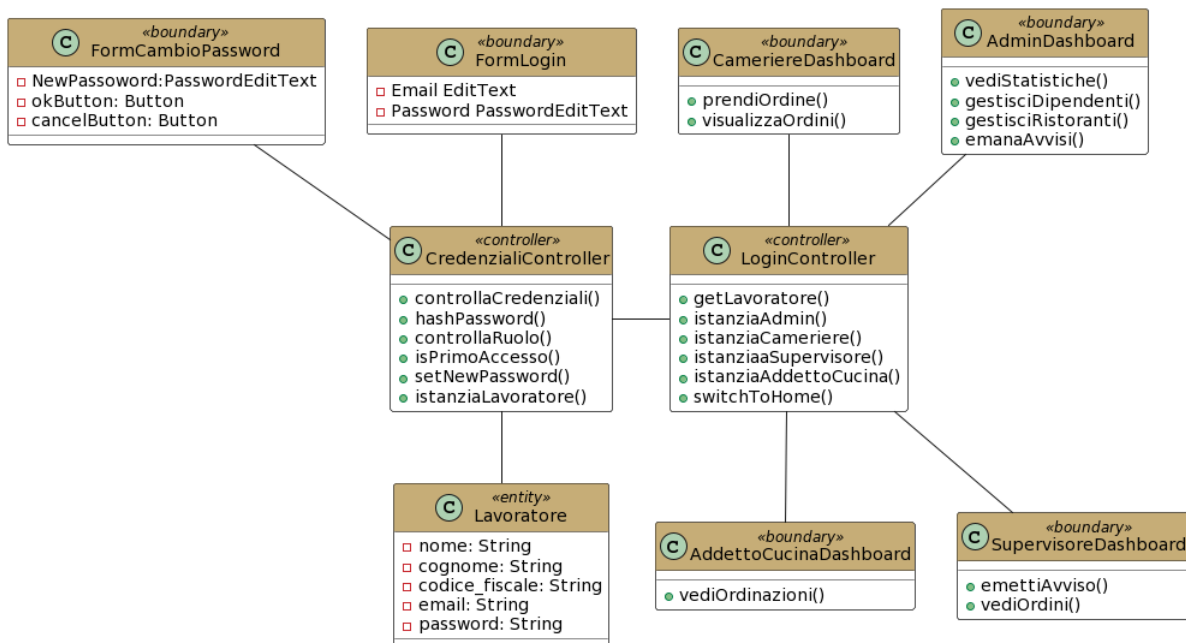 C
«boundary»
FormCambioPassword
NewPassoword:PasswordEditText
okButton: Button
cancelButton: Button
C
«boundary»
FormLogin
Email EditText
Password PasswordEditText
C
«boundary»
CameriereDashboard
prendiOrdine()
visualizzaOrdini()
C
«boundary»
AdminDashboard
vediStatistiche()
gestisciDipendenti()
gestisciRistoranti()
emanaAvvisi()
C
«controller»
CredenzialiController
controllaCredenziali()
hashPassword()
controllaRuolo()
isPrimoAccesso()
setNewPassword()
istanziaLavoratore()
C
«controller»
LoginController
getLavoratore()
istanziaAdmin()
istanziaCameriere()
istanziaaSupervisore()
istanziaAddettoCucina()
switchToHome()
C
«entity»
Lavoratore
nome: String
cognome: String
codice_fiscale: String
email: String
password: String
C
«boundary»
AddettoCucinaDashboard
vediOrdinazioni()
C
«boundary»
SupervisoreDashboard
emettiAvviso()
vediOrdini()